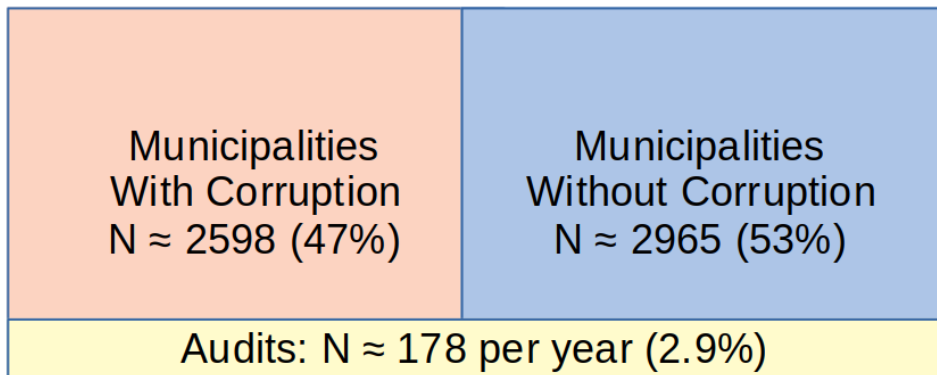 Municipalities
With Corruption
N ≈ 2598 (47%)
Municipalities
Without Corruption
N ≈ 2965 (53%)
Audits: N ≈ 178 per year (2.9%)